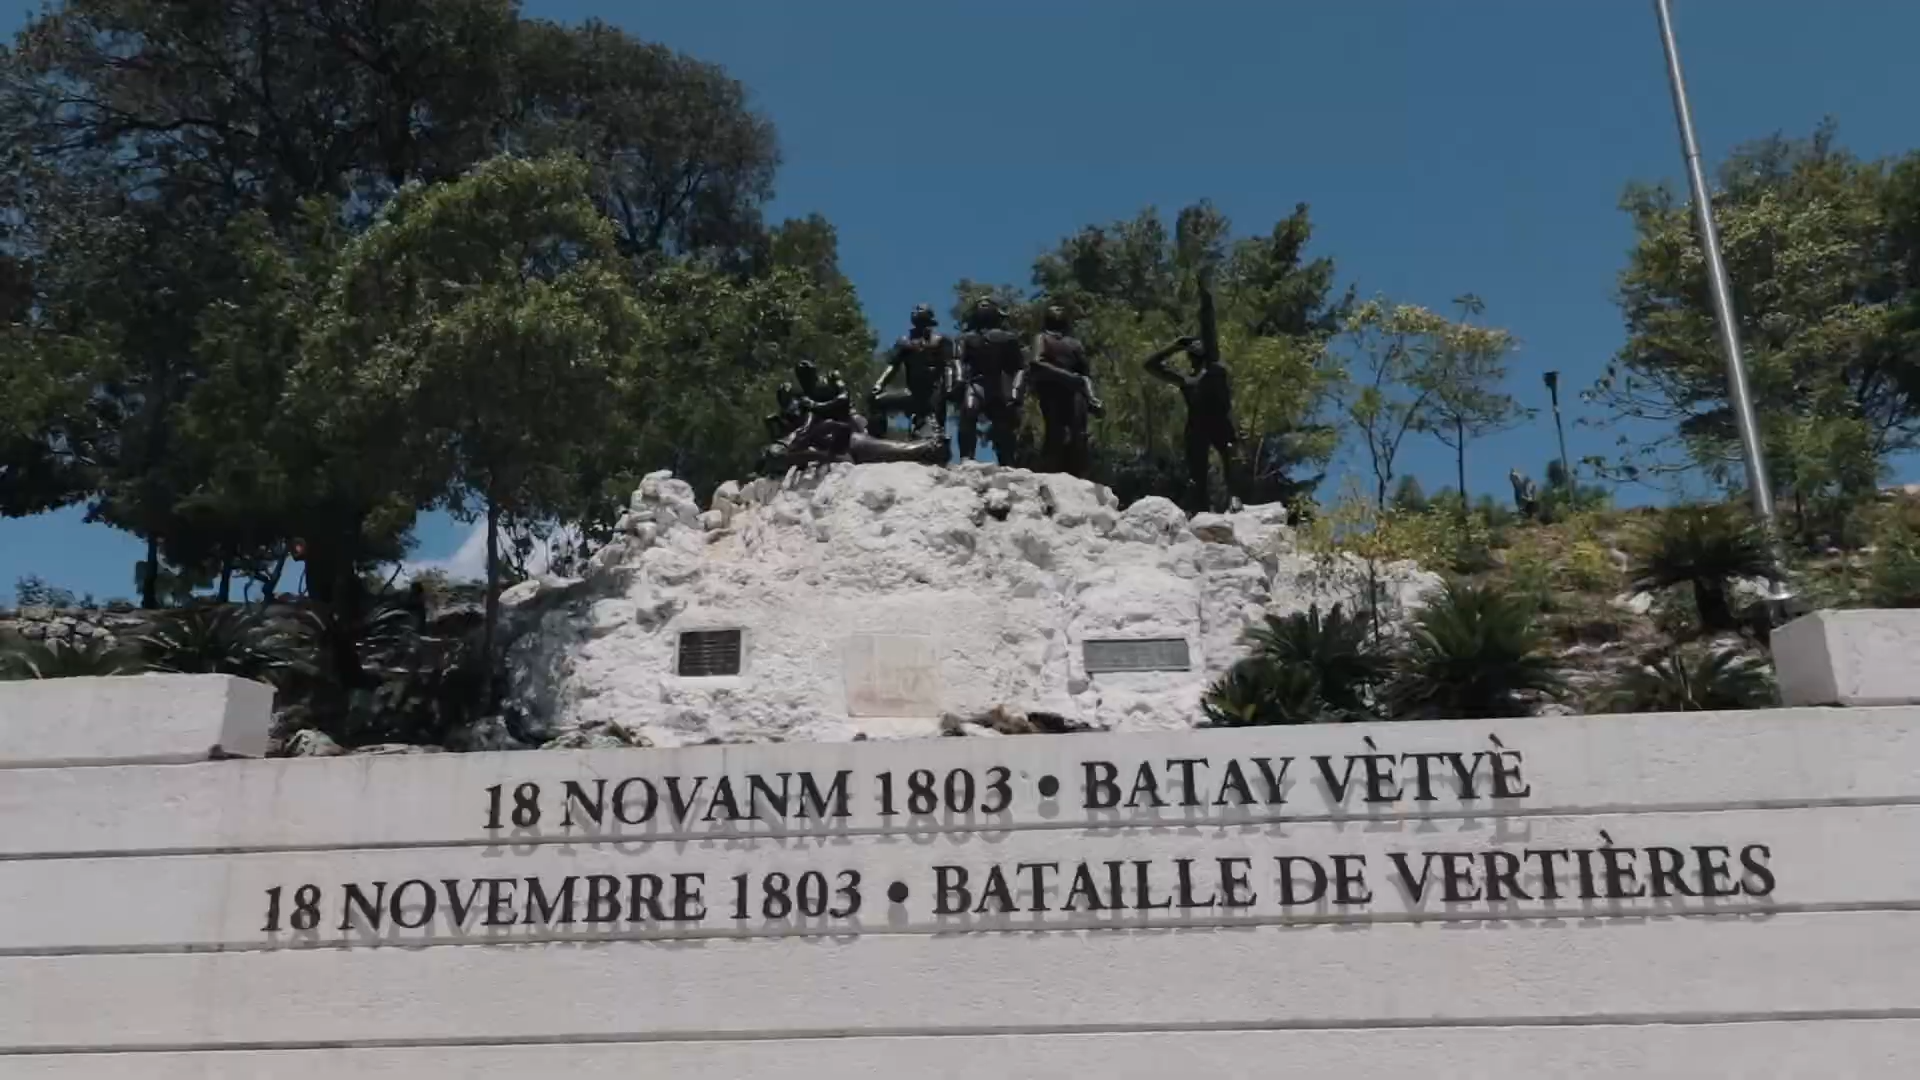 18 NOVANM 1803 • BATAY VÈTYÈ
18 NOVEMBRE 1803 • BATAILLE DE VERTIÈRES